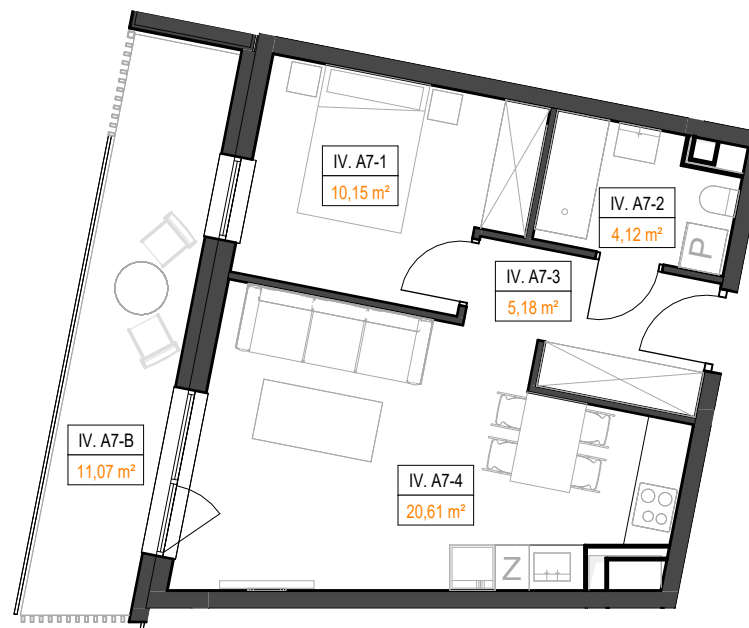 IV. A7-1
10,15 m²
IV. A7-2
4,12 m²
P
IV. A7-3
5,18 m²
IV. A7-B
11,07 m²
IV. A7-4
20,61 m²
Z